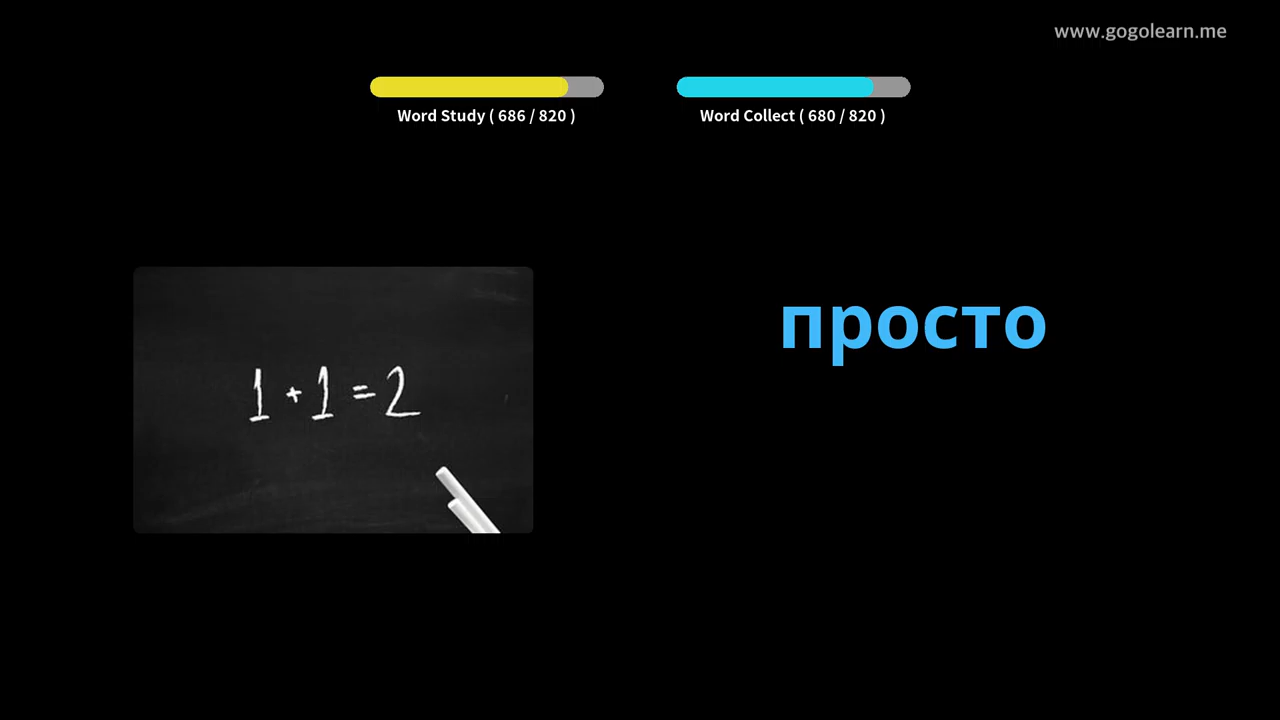 www.gogolearn.me
Word Study ( 686 / 820 )
Word Collect ( 680 / 820 )
просто
1 + 1 = 2